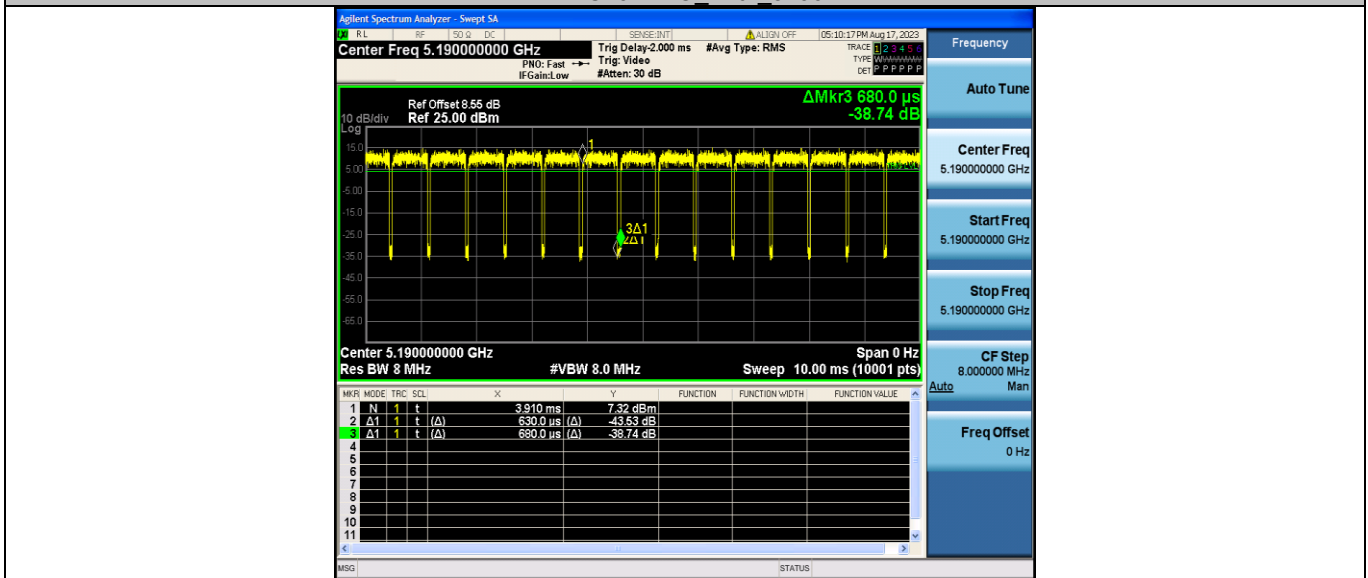 Agilent Spectrum Analyzer - Swept SA
RL RF 50 Ω DC SENSE:INT ALIGN OFF 05:10:17 PM Aug 17, 2023
Center Freq 5.190000000 GHz
PNO: Fast
IFGain:Low
Trig Delay-2.000 ms
Trig: Video
#Atten: 30 dB
#Avg Type: RMS
TRACE 1 2 3 4 5 6
TYPE
DET P P P P P P
Ref Offset 8.55 dB
10 dB/div Ref 25.00 dBm
ΔMkr3 680.0 µs
-38.74 dB
Log
15.0
5.00
-5.00
-15.0
-25.0
-35.0
-45.0
-55.0
-65.0
1
3Δ1
2Δ1
Center 5.190000000 GHz Span 0 Hz
Res BW 8 MHz #VBW 8.0 MHz Sweep 10.00 ms (10001 pts)
MKR MODE TRC SCL X Y FUNCTION FUNCTION WIDTH FUNCTION VALUE
1 N 1 t 3.910 ms 7.32 dBm
2 Δ1 1 t (Δ) 630.0 µs (Δ) -43.53 dB
3 Δ1 1 t (Δ) 680.0 µs (Δ) -38.74 dB
4
5
6
7
8
9
10
11
MSG STATUS
Frequency
Auto Tune
Center Freq
5.190000000 GHz
Start Freq
5.190000000 GHz
Stop Freq
5.190000000 GHz
CF Step
8.000000 MHz
Auto Man
Freq Offset
0 Hz